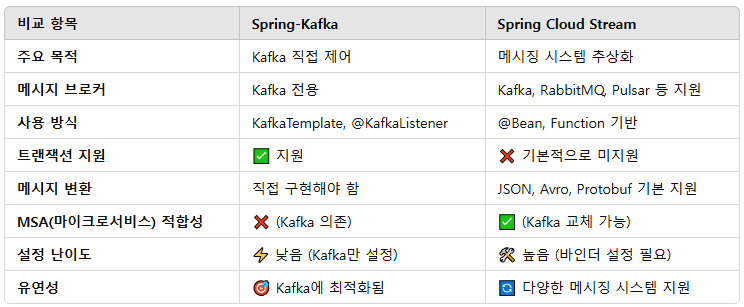 비교 항목 Spring-Kafka Spring Cloud Stream
주요 목적 Kafka 직접 제어 메시징 시스템 추상화
메시지 브로커 Kafka 전용 Kafka, RabbitMQ, Pulsar 등 지원
사용 방식 KafkaTemplate, @KafkaListener @Bean, Function 기반
트랜잭션 지원 ✅ 지원 ❌ 기본적으로 미지원
메시지 변환 직접 구현해야 함 JSON, Avro, Protobuf 기본 지원
MSA(마이크로서비스) 적합성 ❌ (Kafka 의존) ✅ (Kafka 교체 가능)
설정 난이도 ⚡ 낮음 (Kafka만 설정) 🛠 높음 (바인더 설정 필요)
유연성 🎯 Kafka에 최적화됨 🔄 다양한 메시징 시스템 지원